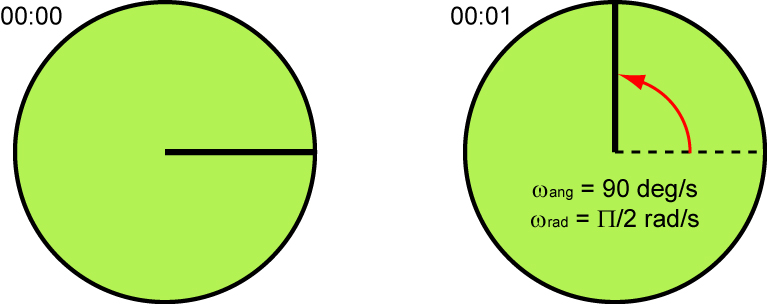 00:00
00:01
ωang = 90 deg/s
ωrad = Π/2 rad/s